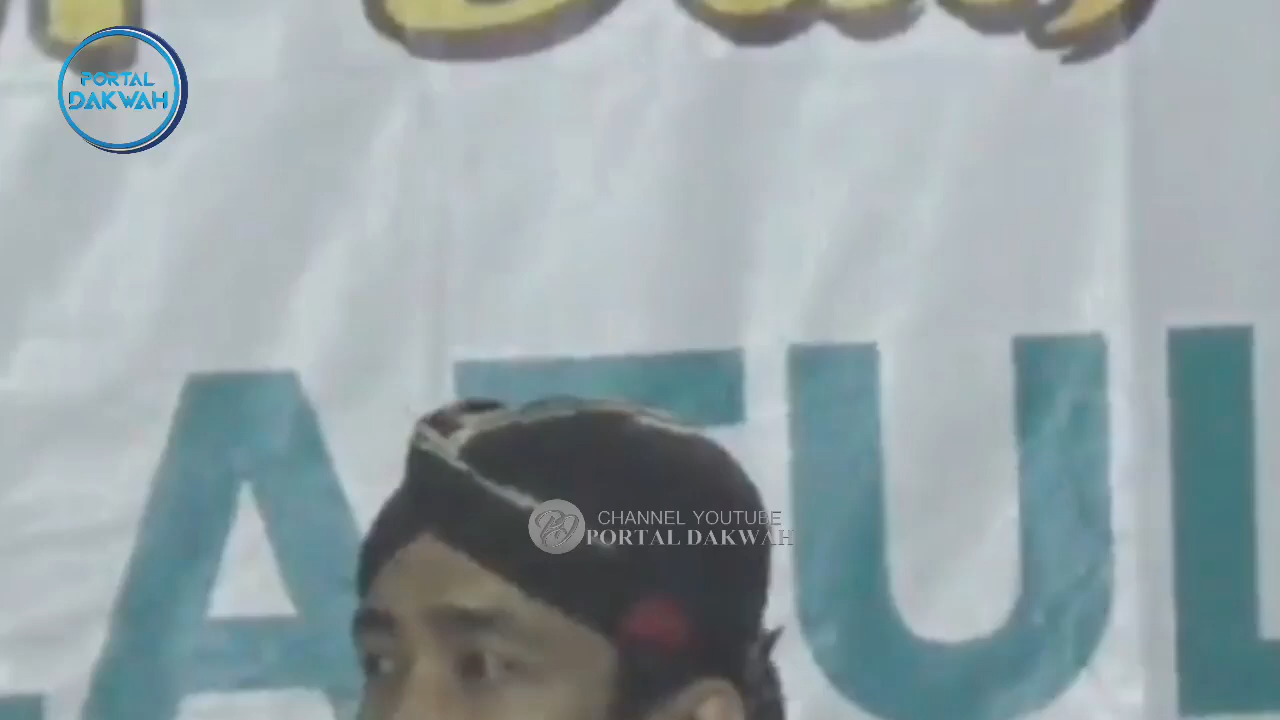 PORTAL
DAKWAH
ATUL
CHANNEL YOUTUBE
PORTAL DAKWAH